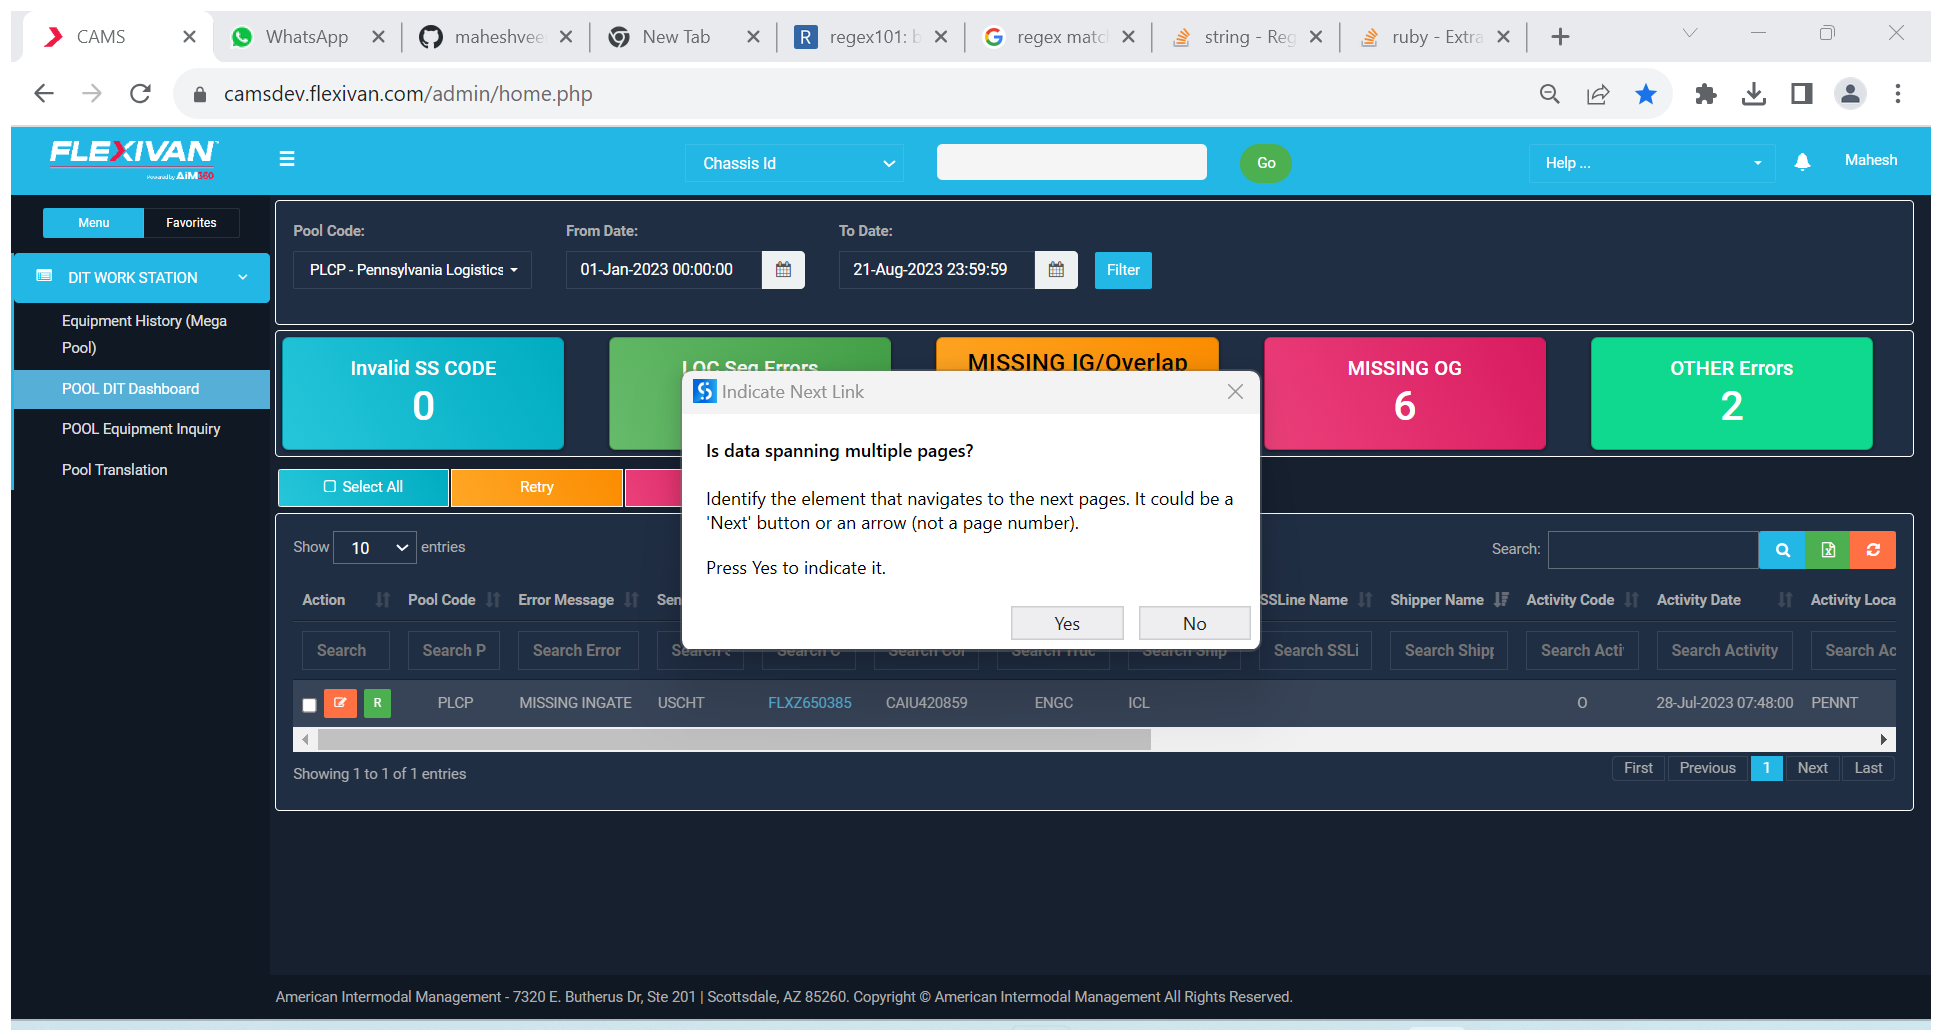 CAMS
WhatsApp
maheshvee
New Tab
regex101: b
regex matc
string - Reg
ruby - Extra
camsdev.flexivan.com/admin/home.php
FLEXIVAN
Powered by AiM360
Chassis Id
Go
Help ...
Mahesh
Menu
Favorites
DIT WORK STATION
Equipment History (Mega
Pool)
POOL DIT Dashboard
POOL Equipment Inquiry
Pool Translation
Pool Code:
From Date:
To Date:
PLCP - Pennsylvania Logistics
01-Jan-2023 00:00:00
21-Aug-2023 23:59:59
Filter
Invalid SS CODE
0
LOC Seq Errors
MISSING IG/Overlap
MISSING OG
6
OTHER Errors
2
Indicate Next Link
Is data spanning multiple pages?
Identify the element that navigates to the next pages. It could be a
'Next' button or an arrow (not a page number).
Press Yes to indicate it.
Yes
No
Select All
Retry
Show 10 entries
Search:
Action
Pool Code
Error Message
Sen
SSLine Name
Shipper Name
Activity Code
Activity Date
Activity Loca
Search
Search P
Search Error
Search SSLi
Search Shipp
Search Acti
Search Activity
Search Ac
R
PLCP
MISSING INGATE
USCHT
FLXZ650385
CAIU420859
ENGC
ICL
O
28-Jul-2023 07:48:00
PENNT
Showing 1 to 1 of 1 entries
First
Previous
1
Next
Last
American Intermodal Management - 7320 E. Butherus Dr, Ste 201 | Scottsdale, AZ 85260. Copyright © American Intermodal Management All Rights Reserved.